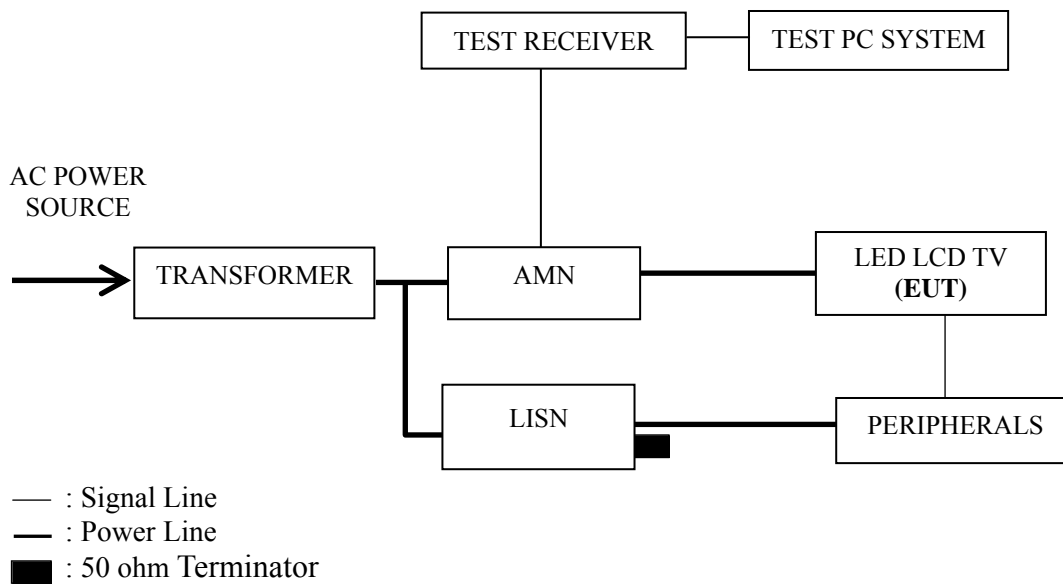 TEST RECEIVER
TEST PC SYSTEM
AC POWER
SOURCE
TRANSFORMER
AMN
LED LCD TV
(EUT)
LISN
PERIPHERALS
: Signal Line
: Power Line
: 50 ohm Terminator